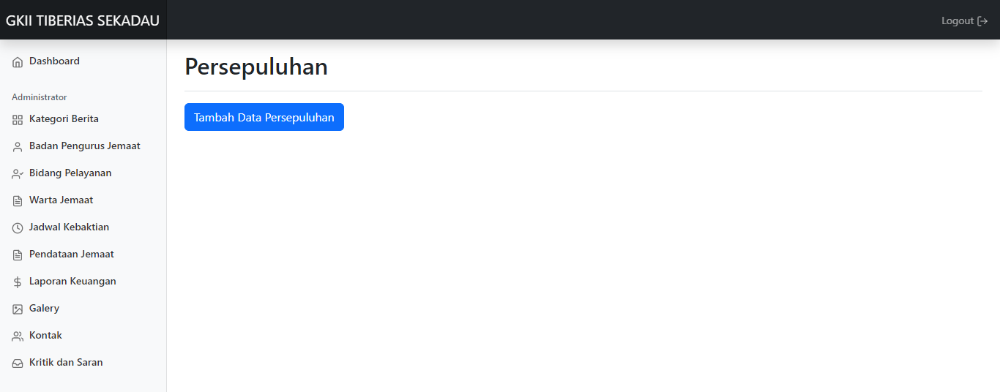 GKII TIBERIAS SEKADAU
Logout
Dashboard
Administrator
Kategori Berita
Badan Pengurus Jemaat
Bidang Pelayanan
Warta Jemaat
Jadwal Kebaktian
Pendataan Jemaat
Laporan Keuangan
Galery
Kontak
Kritik dan Saran
Persepuluhan
Tambah Data Persepuluhan